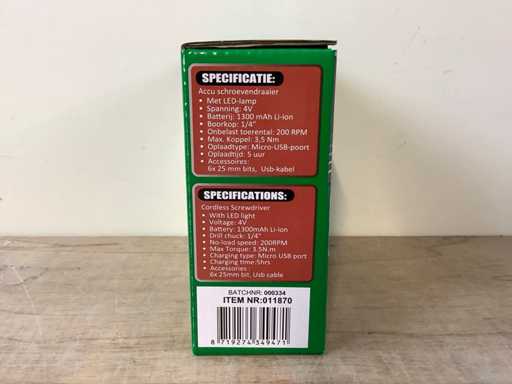 SPECIFICATIE:
Accu schroevendraaier
• Met LED-lamp
• Spanning: 4V
• Batterij: 1300 mAh Li-ion
• Boorkop: 1/4"
• Onbelast toerental: 200 RPM
• Max. Koppel: 3,5 Nm
• Oplaadtype: Micro-USB-poort
• Oplaadtijd: 5 uur
• Accessoires:
6x 25 mm bits, Usb-kabel
SPECIFICATIONS:
Cordless Screwdriver
• With LED light
• Voltage: 4V
• Battery: 1300mAh Li-ion
• Drill chuck: 1/4"
• No-load speed: 200RPM
• Max Torque: 3.5N.m
• Charging type: Micro USB port
• Charging time:5hrs
• Accessories :
6x 25mm bit, Usb cable
BATCHNR: 000334
ITEM NR:011870
8 719274 349471